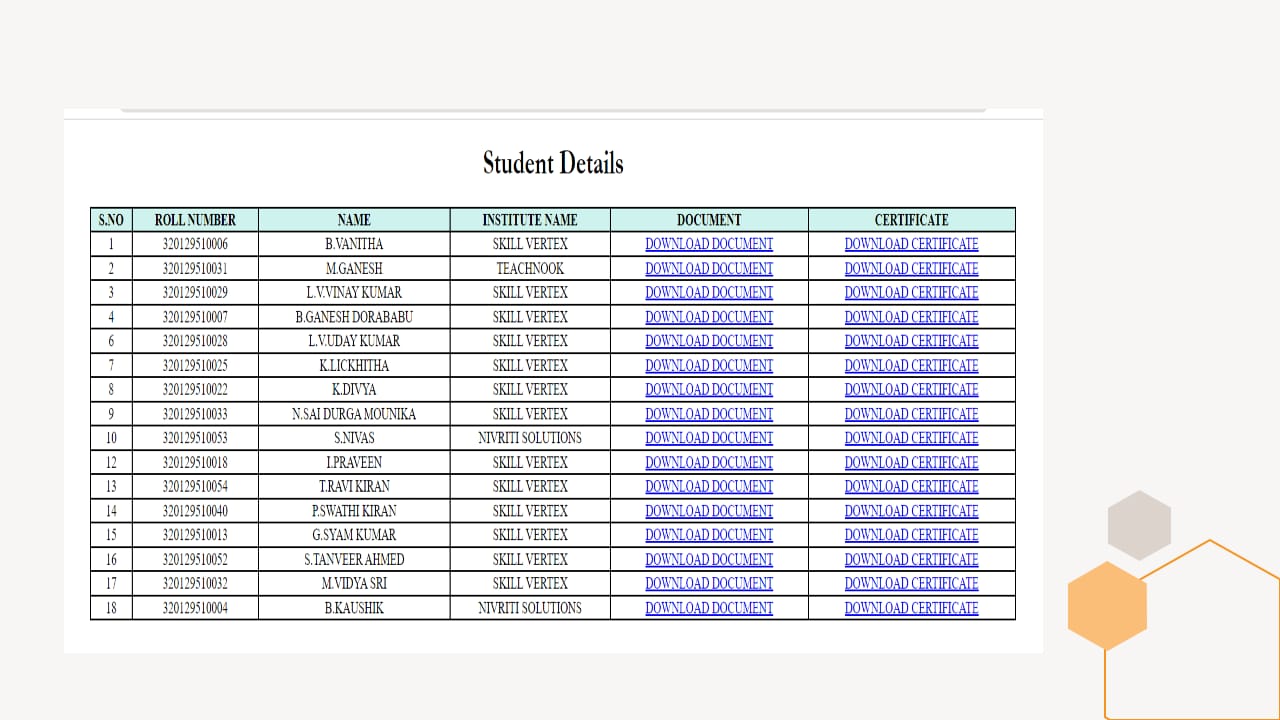 Student Details
S.NO ROLL NUMBER NAME INSTITUTE NAME DOCUMENT CERTIFICATE
1 320129510006 B.VANITHA SKILL VERTEX DOWNLOAD DOCUMENT DOWNLOAD CERTIFICATE
2 320129510031 M.GANESH TEACHNOOK DOWNLOAD DOCUMENT DOWNLOAD CERTIFICATE
3 320129510029 L.V.VINAY KUMAR SKILL VERTEX DOWNLOAD DOCUMENT DOWNLOAD CERTIFICATE
4 320129510007 B.GANESH DORABABU SKILL VERTEX DOWNLOAD DOCUMENT DOWNLOAD CERTIFICATE
6 320129510028 L.V.UDAY KUMAR SKILL VERTEX DOWNLOAD DOCUMENT DOWNLOAD CERTIFICATE
7 320129510025 K.LICKHITHA SKILL VERTEX DOWNLOAD DOCUMENT DOWNLOAD CERTIFICATE
8 320129510022 K.DIVYA SKILL VERTEX DOWNLOAD DOCUMENT DOWNLOAD CERTIFICATE
9 320129510033 N.SAI DURGA MOUNIKA SKILL VERTEX DOWNLOAD DOCUMENT DOWNLOAD CERTIFICATE
10 320129510053 S.NIVAS NIVRITI SOLUTIONS DOWNLOAD DOCUMENT DOWNLOAD CERTIFICATE
12 320129510018 I.PRAVEEN SKILL VERTEX DOWNLOAD DOCUMENT DOWNLOAD CERTIFICATE
13 320129510054 T.RAVI KIRAN SKILL VERTEX DOWNLOAD DOCUMENT DOWNLOAD CERTIFICATE
14 320129510040 P.SWATHI KIRAN SKILL VERTEX DOWNLOAD DOCUMENT DOWNLOAD CERTIFICATE
15 320129510013 G.SYAM KUMAR SKILL VERTEX DOWNLOAD DOCUMENT DOWNLOAD CERTIFICATE
16 320129510052 S.TANVEER AHMED SKILL VERTEX DOWNLOAD DOCUMENT DOWNLOAD CERTIFICATE
17 320129510032 M.VIDYA SRI SKILL VERTEX DOWNLOAD DOCUMENT DOWNLOAD CERTIFICATE
18 320129510004 B.KAUSHIK NIVRITI SOLUTIONS DOWNLOAD DOCUMENT DOWNLOAD CERTIFICATE